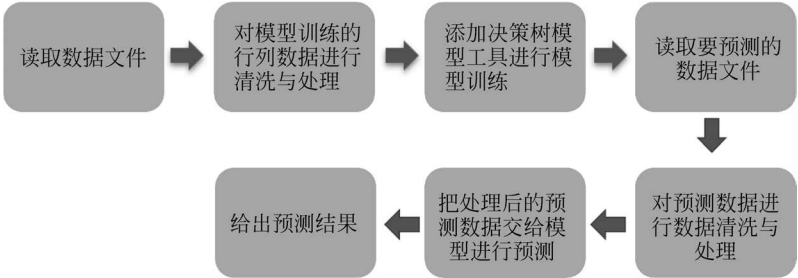 读取数据文件
对模型训练的
行列数据进行
清洗与处理
添加决策树模
型工具进行模
型训练
读取要预测的
数据文件
对预测数据进
行数据清洗与
处理
把处理后的预
测数据交给模
型进行预测
给出预测结果